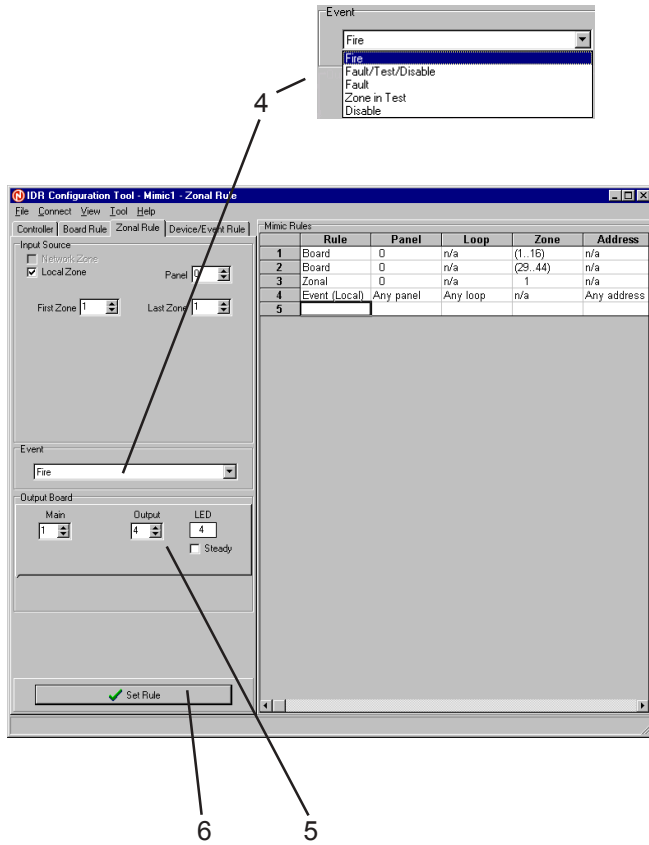 Event
Fire
Fire
Fault/Test/Disable
Fault
Zone in Test
Disable
4
IDR Configuration Tool - Mimic1 - Zonal Rule
File Connect View Tool Help
Controller Board Rule Zonal Rule Device/Event Rule
Input Source
Network Zone
Local Zone Panel 0
First Zone 1 Last Zone 1
Event
Fire
Output Board
Main Output LED
1 4 4
Steady
Set Rule
Mimic Rules
Rule Panel Loop Zone Address
1 Board 0 n/a (1..16) n/a
2 Board 0 n/a (29..44) n/a
3 Zonal 0 n/a 1 n/a
4 Event (Local) Any panel Any loop n/a Any address
5
6 5